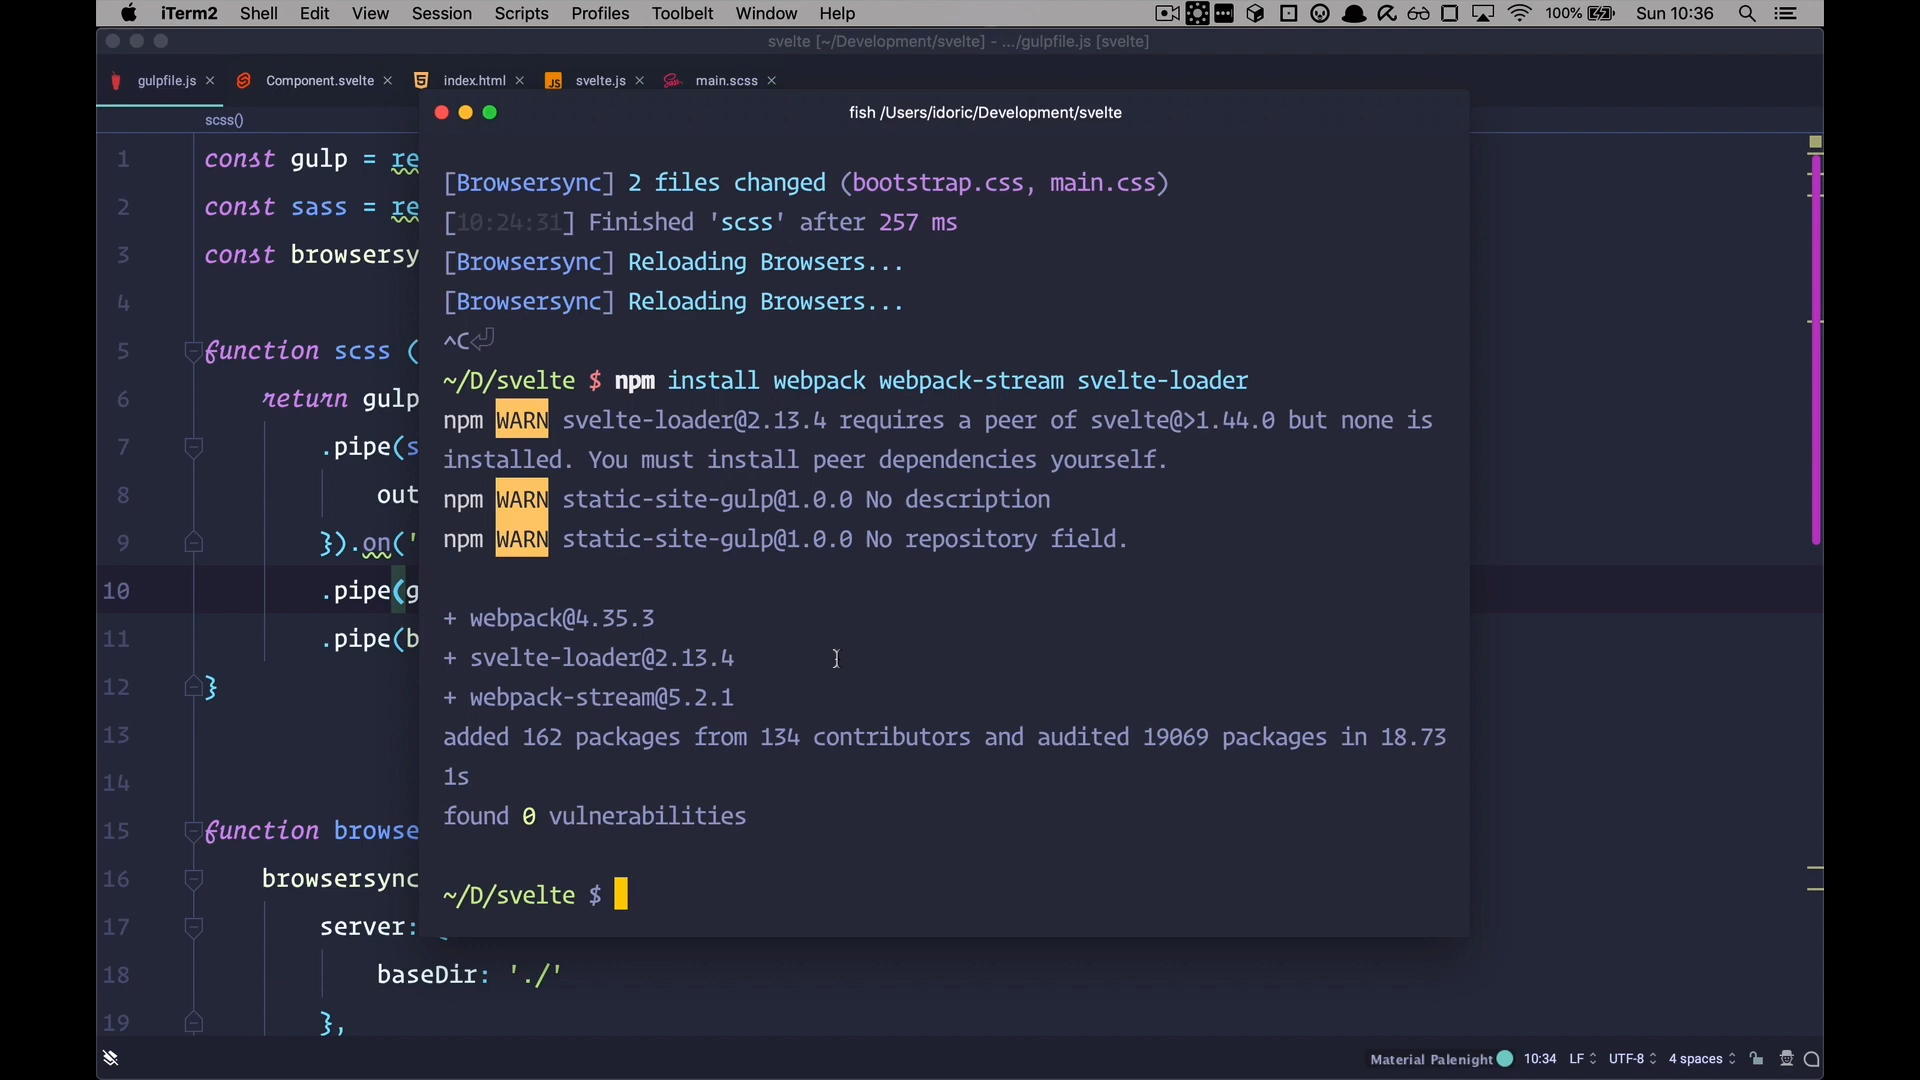 iTerm2 Shell Edit View Session Scripts Profiles Toolbelt Window Help 100% Sun 10:36
svelte [~/Development/svelte] - .../gulpfile.js [svelte]
gulpfile.js Component.svelte index.html JS svelte.js main.scss
scss()
fish /Users/idoric/Development/svelte
1 const gulp = re
2 const sass = re
3 const browsersy
4
5 function scss (
6 return gulp
7 .pipe(s
8 out
9 }).on('
10 .pipe(g
11 .pipe(b
12 }
13
14
15 function browse
16 browsersync
17 server:
18 baseDir: './'
19 },
[Browsersync] 2 files changed (bootstrap.css, main.css)
[10:24:31] Finished 'scss' after 257 ms
[Browsersync] Reloading Browsers...
[Browsersync] Reloading Browsers...
^C⏎
~/D/svelte $ npm install webpack webpack-stream svelte-loader
npm WARN svelte-loader@2.13.4 requires a peer of svelte@>1.44.0 but none is
installed. You must install peer dependencies yourself.
npm WARN static-site-gulp@1.0.0 No description
npm WARN static-site-gulp@1.0.0 No repository field.
+ webpack@4.35.3
+ svelte-loader@2.13.4
+ webpack-stream@5.2.1
added 162 packages from 134 contributors and audited 19069 packages in 18.73
1s
found 0 vulnerabilities
~/D/svelte $
Material Palenight 10:34 LF UTF-8 4 spaces